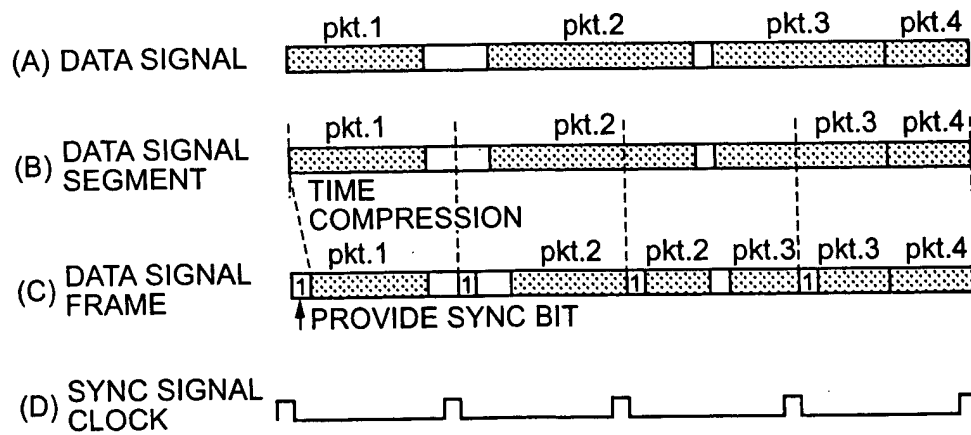 pkt.1 pkt.2 pkt.3 pkt.4
(A) DATA SIGNAL
pkt.1 pkt.2 pkt.3 pkt.4
(B) DATA SIGNAL
SEGMENT
TIME
COMPRESSION
pkt.1 pkt.2 pkt.2 pkt.3 pkt.3 pkt.4
(C) DATA SIGNAL
FRAME
1 1 1 1
PROVIDE SYNC BIT
(D) SYNC SIGNAL
CLOCK